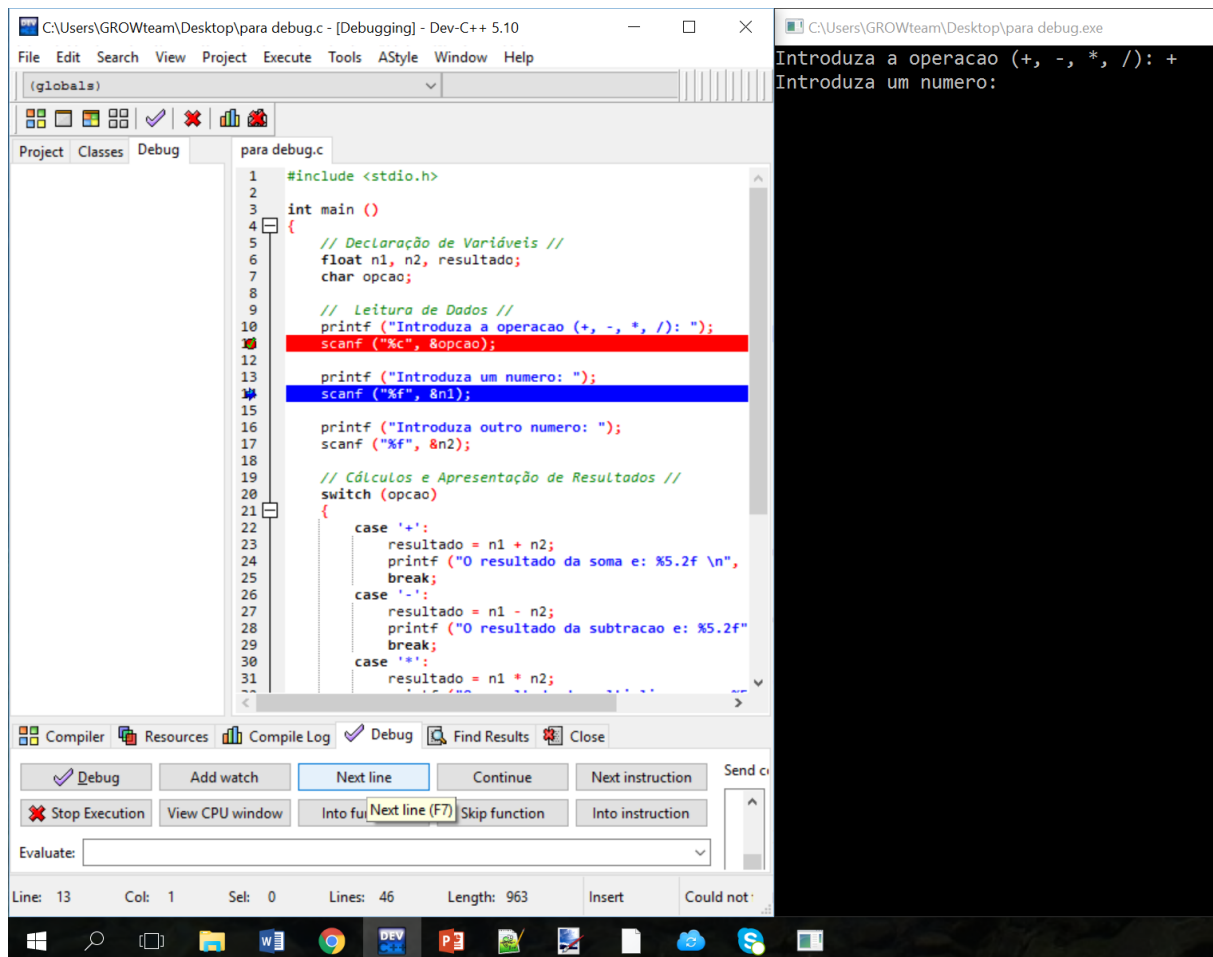 C:\Users\GROWteam\Desktop\para debug.c - [Debugging] - Dev-C++ 5.10
File Edit Search View Project Execute Tools AStyle Window Help
(globals)
Project Classes Debug
para debug.c
1 #include <stdio.h>
2
3 int main ()
4 {
5 // Declaração de Variáveis //
6 float n1, n2, resultado;
7 char opcao;
8
9 // Leitura de Dados //
10 printf ("Introduza a operacao (+, -, *, /): ");
scanf ("%c", &opcao);
12
13 printf ("Introduza um numero: ");
scanf ("%f", &n1);
15
16 printf ("Introduza outro numero: ");
17 scanf ("%f", &n2);
18
19 // Cálculos e Apresentação de Resultados //
20 switch (opcao)
21 {
22 case '+':
23 resultado = n1 + n2;
24 printf ("O resultado da soma e: %5.2f \n",
25 break;
26 case '-':
27 resultado = n1 - n2;
28 printf ("O resultado da subtracao e: %5.2f"
29 break;
30 case '*':
31 resultado = n1 * n2;
Compiler Resources Compile Log Debug Find Results Close
Debug Add watch Next line Continue Next instruction Send
Stop Execution View CPU window Into Next line (F7) Skip function Into instruction
Evaluate:
Line: 13 Col: 1 Sel: 0 Lines: 46 Length: 963 Insert Could not
C:\Users\GROWteam\Desktop\para debug.exe
Introduza a operacao (+, -, *, /): +
Introduza um numero:
DEV